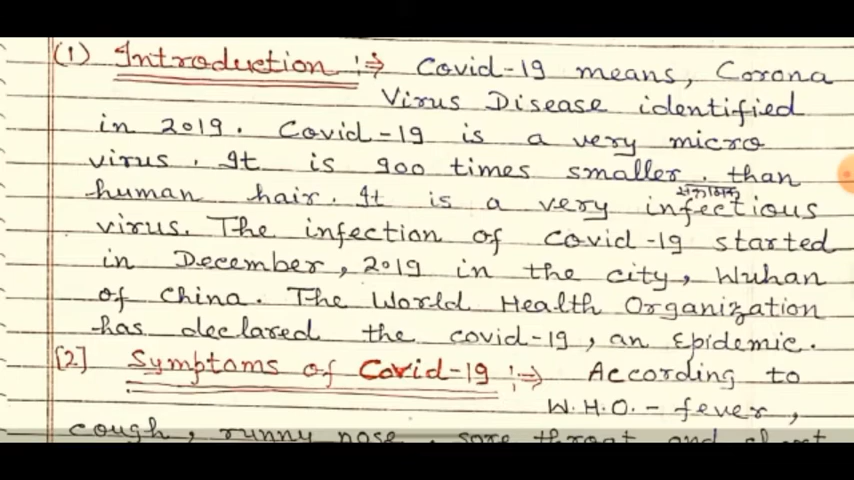 (1) Introduction :⇒ Covid-19 means, Corona
Virus Disease identified
in 2019. Covid-19 is a very micro
virus. It is 900 times smaller. than
संक्रामक
human hair. It is a very infectious
virus. The infection of covid-19 started
in December, 2019 in the city, Wuhan
of China. The World Health Organization
has declared the covid-19, an Epidemic.
[2] Symptoms of Covid-19 :⇒ According to
W.H.O. - fever,
cough, runny nose, sore throat and